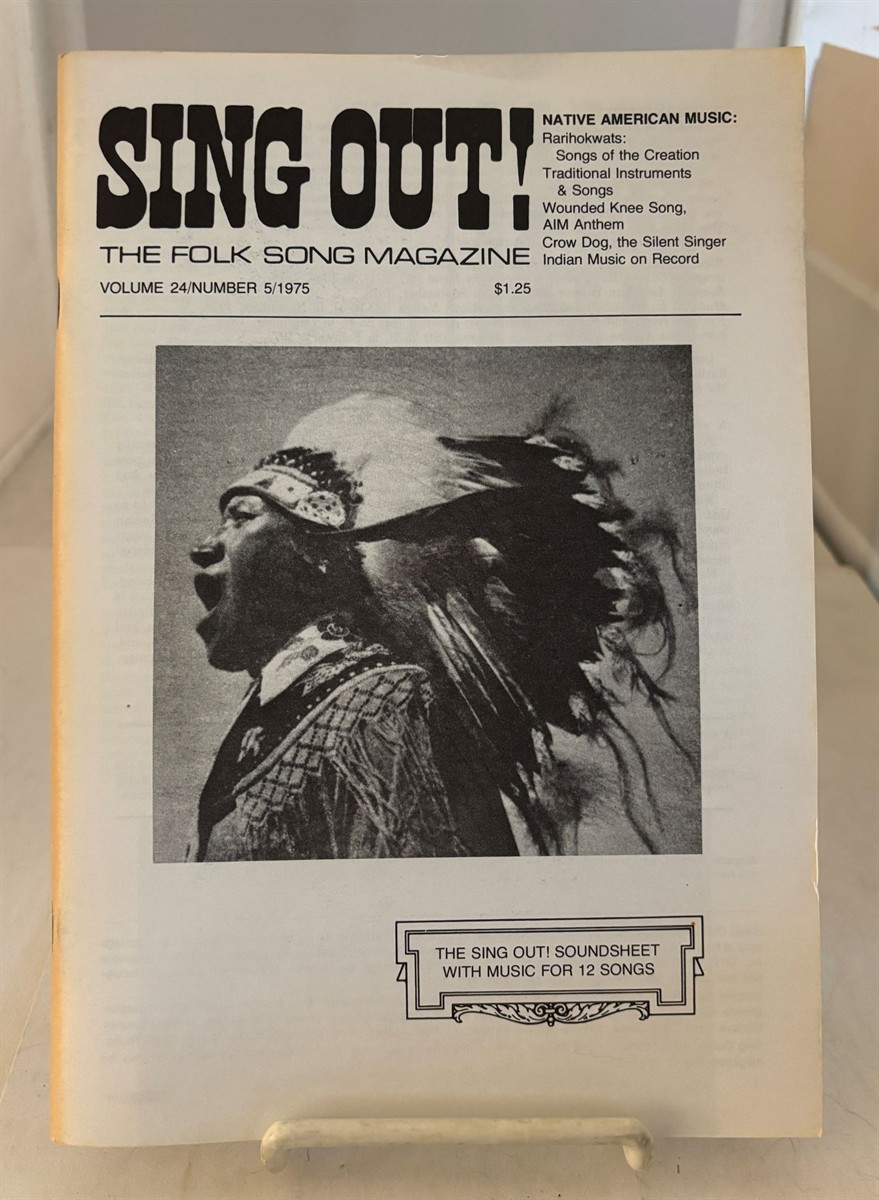 SING OUT!
THE FOLK SONG MAGAZINE
VOLUME 24/NUMBER 5/1975 $1.25
NATIVE AMERICAN MUSIC:
Rarihokwats:
Songs of the Creation
Traditional Instruments
& Songs
Wounded Knee Song,
AIM Anthem
Crow Dog, the Silent Singer
Indian Music on Record
THE SING OUT! SOUNDSHEET
WITH MUSIC FOR 12 SONGS